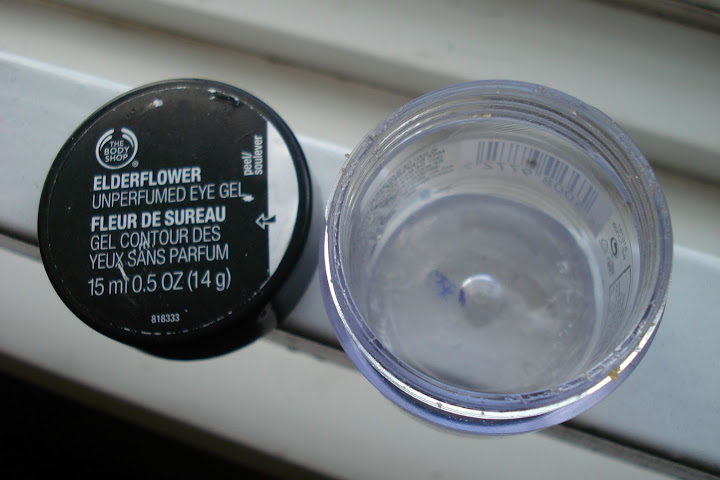 THE
BODY
SHOP®
ELDERFLOWER
UNPERFUMED EYE GEL
FLEUR DE SUREAU
GEL CONTOUR DES
YEUX SANS PARFUM
15 ml 0.5 OZ (14 g)
818333
peel/
soulever